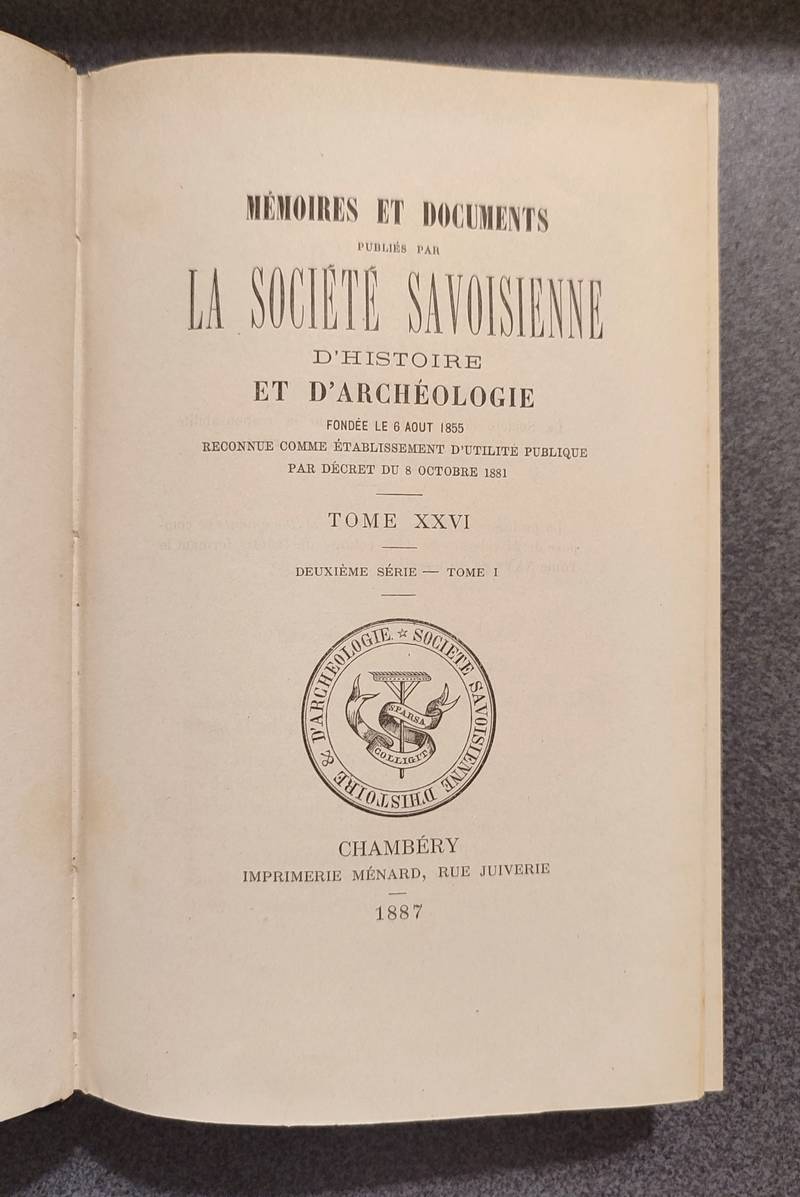 MÉMOIRES ET DOCUMENTS
PUBLIÉS PAR
LA SOCIÉTÉ SAVOISIENNE
D'HISTOIRE
ET D'ARCHÉOLOGIE
FONDÉE LE 6 AOUT 1855
RECONNUE COMME ÉTABLISSEMENT D'UTILITÉ PUBLIQUE
PAR DÉCRET DU 8 OCTOBRE 1881
TOME XXVI
DEUXIÈME SÉRIE — TOME I
SOCIÉTÉ SAVOISIENNE D'HISTOIRE & D'ARCHÉOLOGIE.
SPARSA
COLLIGIT
CHAMBÉRY
IMPRIMERIE MÉNARD, RUE JUIVERIE
1887